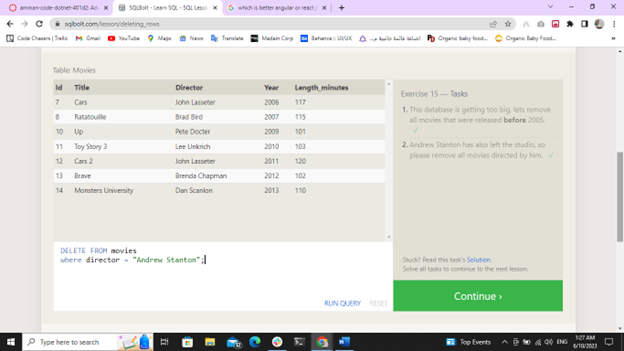 amman-code-dotnet-401d2: Ad
SQLBolt - Learn SQL - SQL Lesso
which is better angular or react
sqlbolt.com/lesson/deleting_rows
Code Chasers | Trello
Gmail
YouTube
Maps
News
Translate
Madain Corp
Behance :: UI/UX
Organic baby food...
Organic Baby Food...
Table: Movies
Id Title Director Year Length_minutes
7 Cars John Lasseter 2006 117
8 Ratatouille Brad Bird 2007 115
10 Up Pete Docter 2009 101
11 Toy Story 3 Lee Unkrich 2010 103
12 Cars 2 John Lasseter 2011 120
13 Brave Brenda Chapman 2012 102
14 Monsters University Dan Scanlon 2013 110
DELETE FROM movies
where director = "Andrew Stanton";
RUN QUERY RESET
Exercise 15 — Tasks
1. This database is getting too big, lets remove
all movies that were released before 2005.
✓
2. Andrew Stanton has also left the studio, so
please remove all movies directed by him. ✓
Stuck? Read this task's Solution.
Solve all tasks to continue to the next lesson.
Continue ›
Type here to search
Top Events
ENG
1:27 AM
6/10/2023